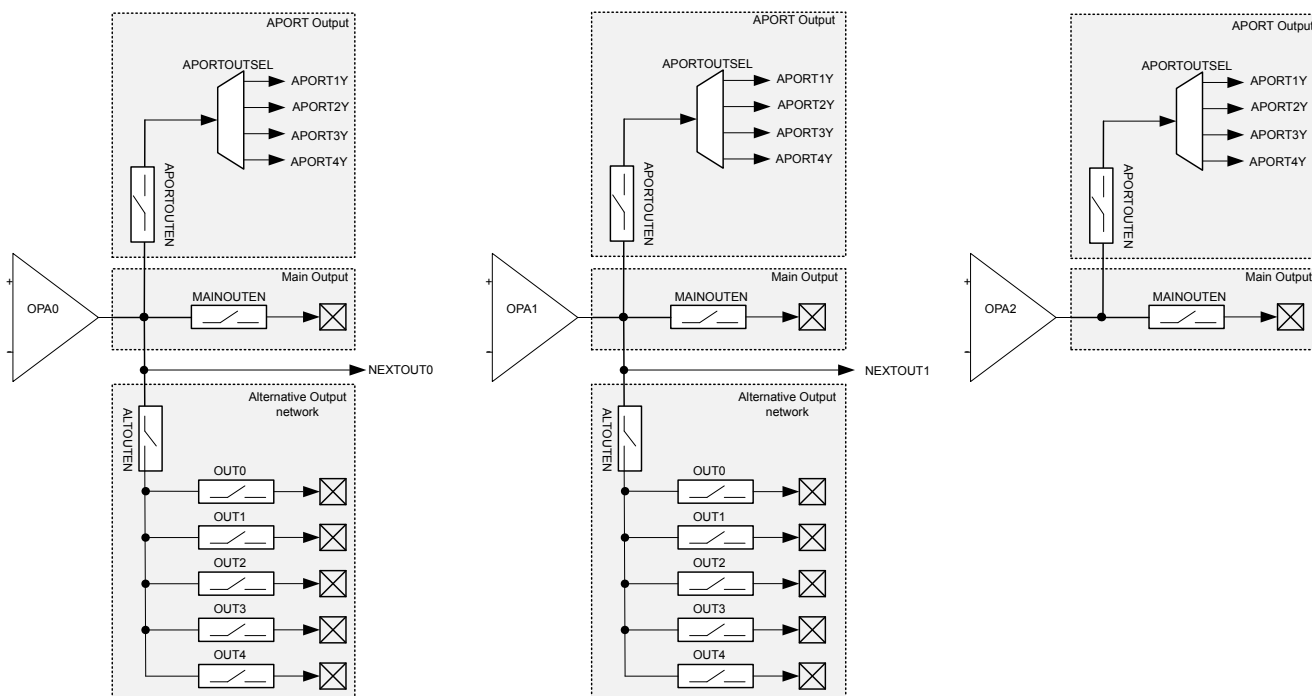 APORT Output
APORTOUTSEL
APORT1Y
APORT2Y
APORT3Y
APORT4Y
APORTOUTEN
+
OPA0
−
Main Output
MAINOUTEN
NEXTOUT0
Alternative Output
network
ALTOUTEN
OUT0
OUT1
OUT2
OUT3
OUT4
APORT Output
APORTOUTSEL
APORT1Y
APORT2Y
APORT3Y
APORT4Y
APORTOUTEN
+
OPA1
−
Main Output
MAINOUTEN
NEXTOUT1
Alternative Output
network
ALTOUTEN
OUT0
OUT1
OUT2
OUT3
OUT4
APORT Output
APORTOUTSEL
APORT1Y
APORT2Y
APORT3Y
APORT4Y
APORTOUTEN
+
OPA2
−
Main Output
MAINOUTEN